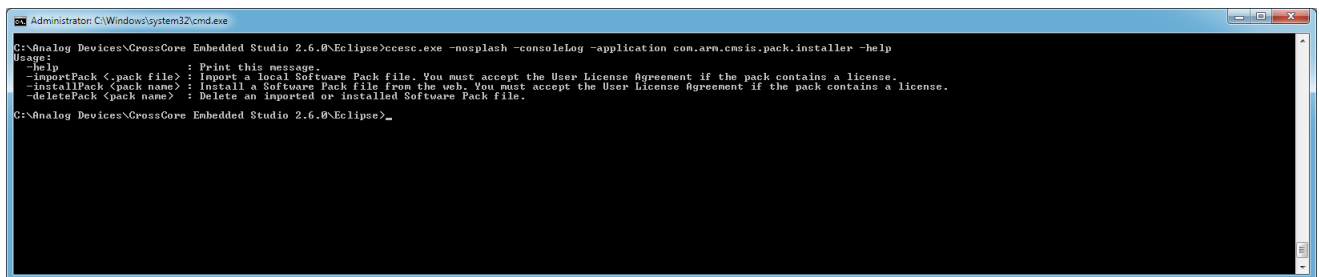 Administrator: C:\Windows\system32\cmd.exe
C:\Analog Devices\CrossCore Embedded Studio 2.6.0\Eclipse>ccesc.exe -nosplash -consoleLog -application com.arm.cmsis.pack.installer -help
Usage:
-help : Print this message.
-importPack <.pack file> : Import a local Software Pack file. You must accept the User License Agreement if the pack contains a license.
-installPack <pack name> : Install a Software Pack file from the web. You must accept the User License Agreement if the pack contains a license.
-deletePack <pack name> : Delete an imported or installed Software Pack file.
C:\Analog Devices\CrossCore Embedded Studio 2.6.0\Eclipse>_